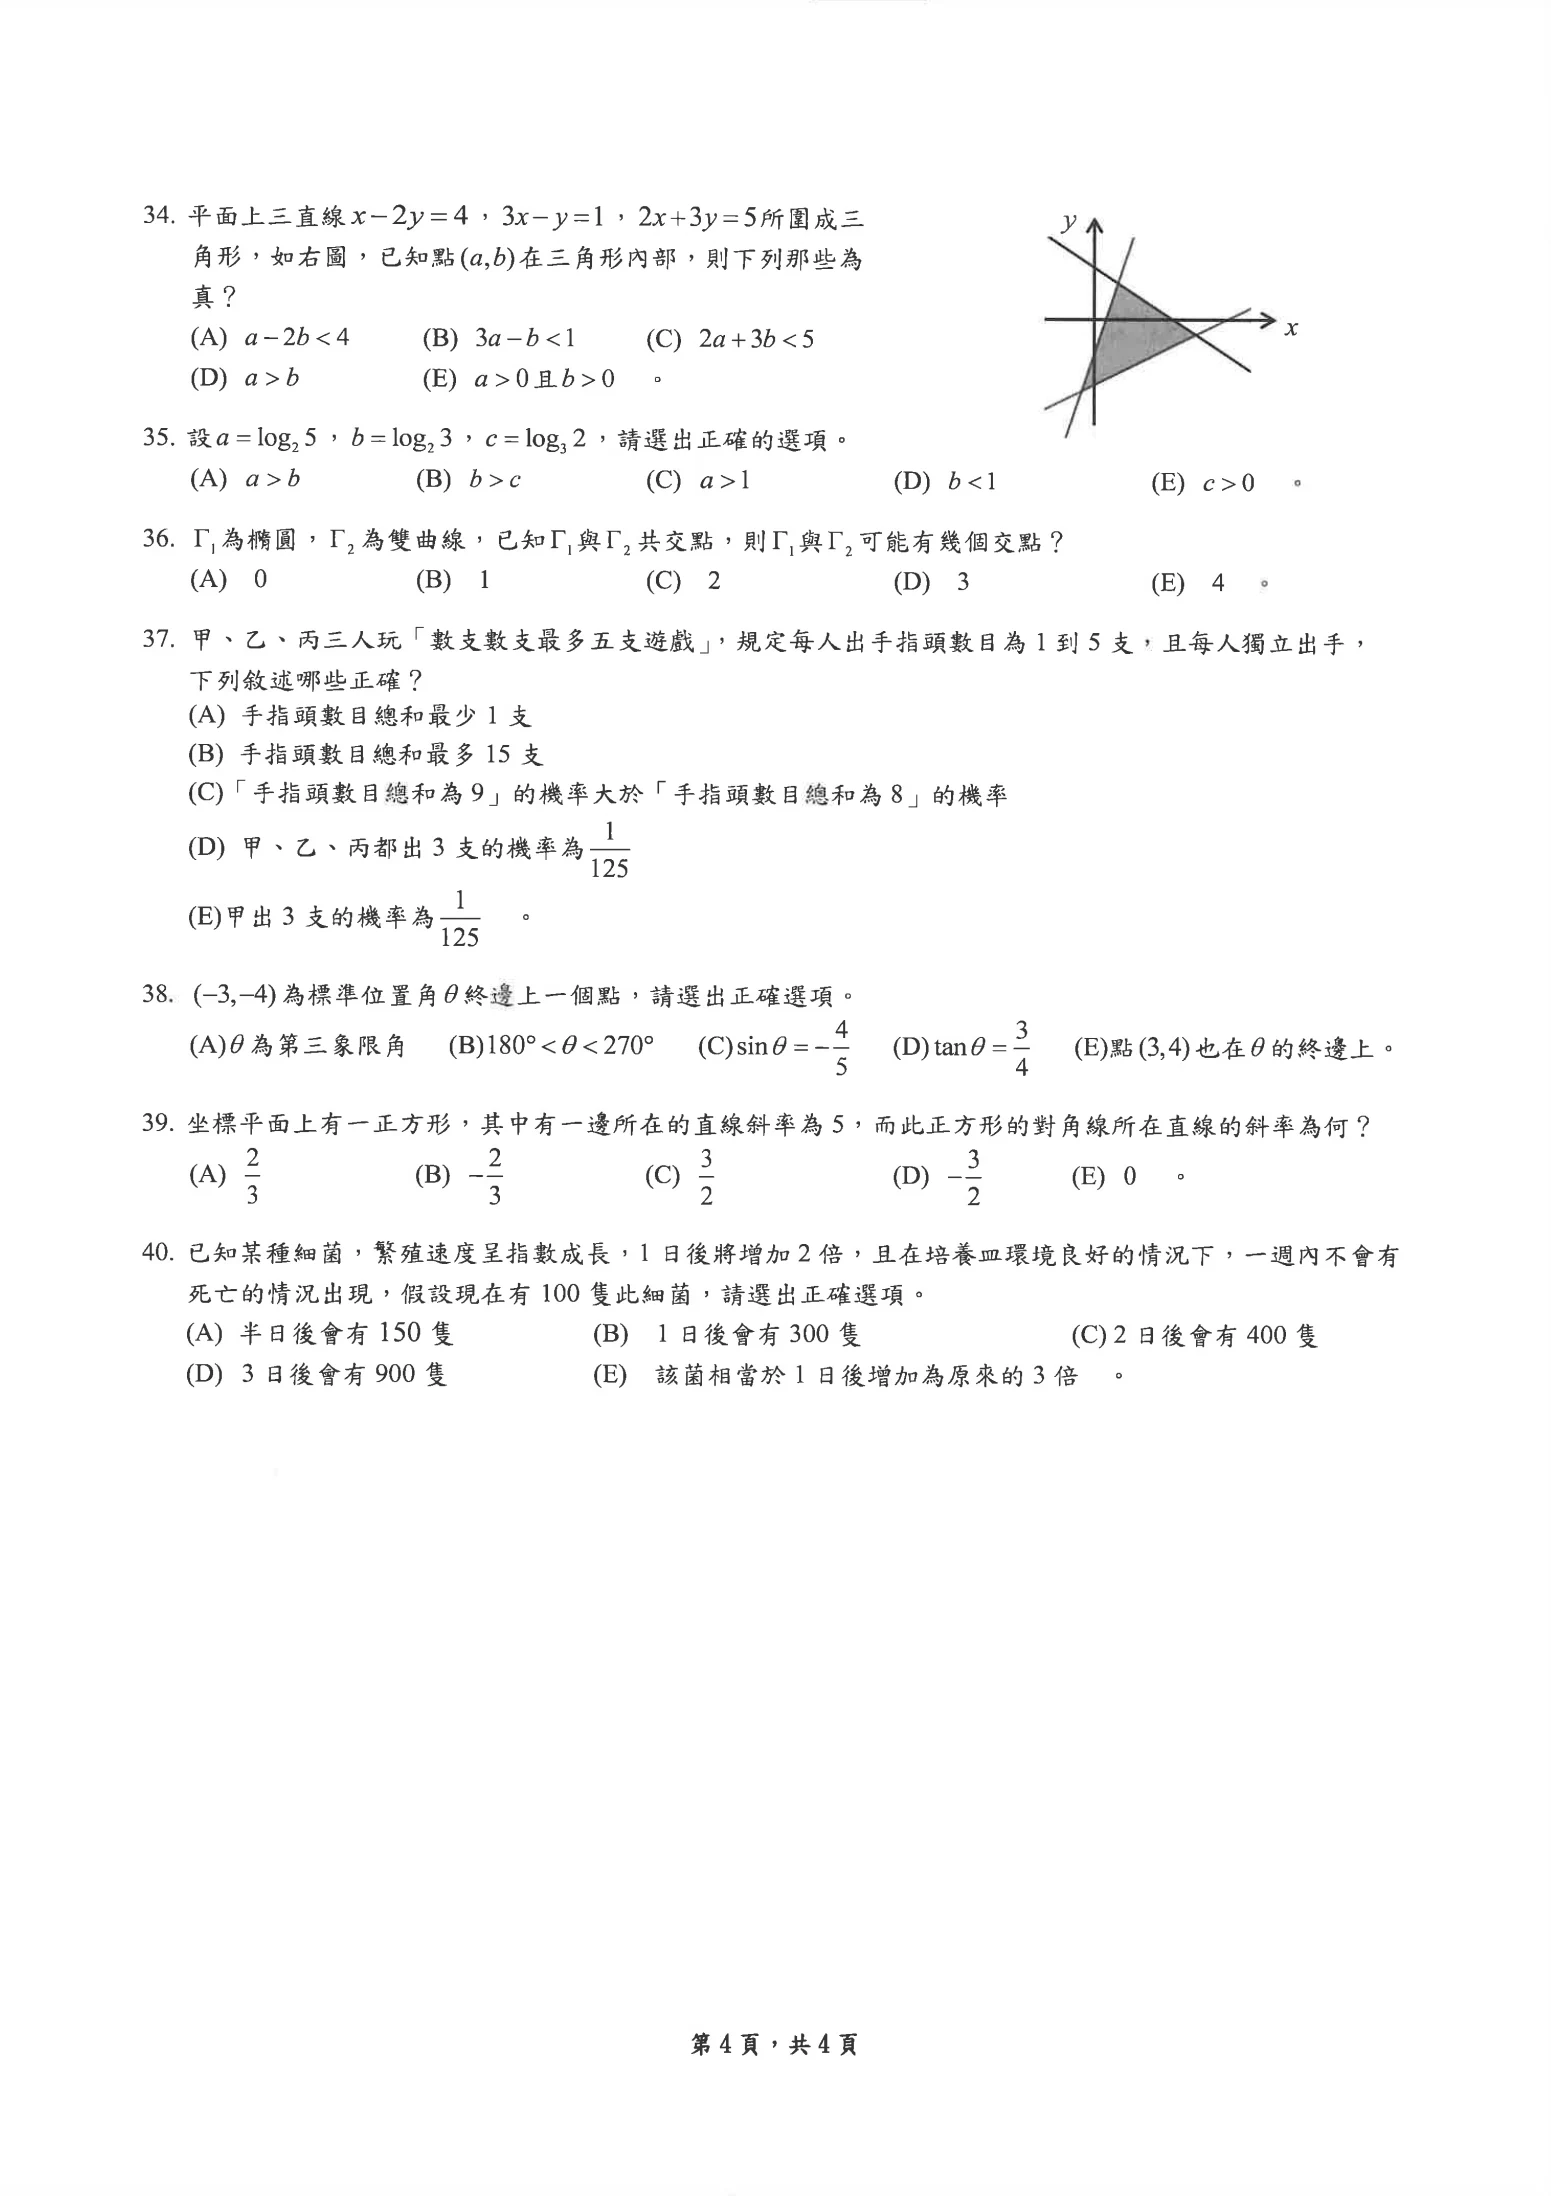 34. 平面上三直線 x−2y=4，3x−y=1，2x+3y=5所圍成三
角形，如右圖，已知點(a,b)在三角形內部，則下列那些為
真？
(A) a−2b<4 (B) 3a−b<1 (C) 2a+3b<5
(D) a>b (E) a>0且b>0 。
y
x
35. 設a=log₂5，b=log₂3，c=log₃2，請選出正確的選項。
(A) a>b (B) b>c (C) a>1 (D) b<1 (E) c>0 。
36. Γ₁為橢圓，Γ₂為雙曲線，已知Γ₁與Γ₂共交點，則Γ₁與Γ₂可能有幾個交點？
(A) 0 (B) 1 (C) 2 (D) 3 (E) 4 。
37. 甲、乙、丙三人玩「數支數支最多五支遊戲」，規定每人出手指頭數目為 1 到 5 支，且每人獨立出手，
下列敘述哪些正確？
(A) 手指頭數目總和最少 1 支
(B) 手指頭數目總和最多 15 支
(C)「手指頭數目總和為 9」的機率大於「手指頭數目總和為 8」的機率
(D) 甲、乙、丙都出 3 支的機率為 1/125
(E)甲出 3 支的機率為 1/125 。
38. (−3,−4)為標準位置角θ終邊上一個點，請選出正確選項。
(A)θ為第三象限角 (B)180°<θ<270° (C)sinθ=−4/5 (D)tanθ=3/4 (E)點(3,4)也在θ的終邊上。
39. 坐標平面上有一正方形，其中有一邊所在的直線斜率為 5，而此正方形的對角線所在直線的斜率為何？
(A) 2/3 (B) −2/3 (C) 3/2 (D) −3/2 (E) 0 。
40. 已知某種細菌，繁殖速度呈指數成長，1 日後將增加 2 倍，且在培養皿環境良好的情況下，一週內不會有
死亡的情況出現，假設現在有 100 隻此細菌，請選出正確選項。
(A) 半日後會有 150 隻 (B) 1 日後會有 300 隻 (C) 2 日後會有 400 隻
(D) 3 日後會有 900 隻 (E) 該菌相當於 1 日後增加為原來的 3 倍 。
第 4 頁，共 4 頁